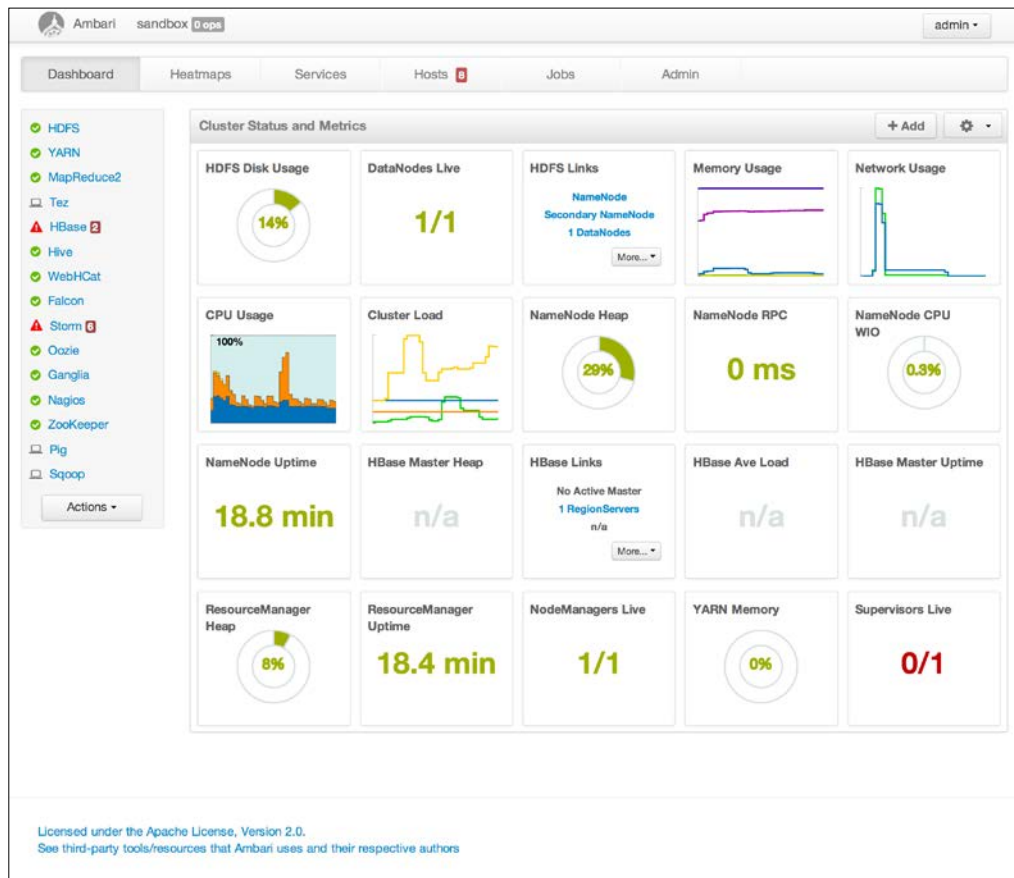 Ambari sandbox 0 ops admin
Dashboard Heatmaps Services Hosts 8 Jobs Admin
HDFS
YARN
MapReduce2
Tez
HBase 2
Hive
WebHCat
Falcon
Storm 6
Oozie
Ganglia
Nagios
ZooKeeper
Pig
Sqoop
Actions
Cluster Status and Metrics + Add
HDFS Disk Usage
14%
DataNodes Live
1/1
HDFS Links
NameNode
Secondary NameNode
1 DataNodes
More...
Memory Usage
Network Usage
CPU Usage
100%
Cluster Load
NameNode Heap
29%
NameNode RPC
0 ms
NameNode CPU
WIO
0.3%
NameNode Uptime
18.8 min
HBase Master Heap
n/a
HBase Links
No Active Master
1 RegionServers
n/a
More...
HBase Ave Load
n/a
HBase Master Uptime
n/a
ResourceManager
Heap
8%
ResourceManager
Uptime
18.4 min
NodeManagers Live
1/1
YARN Memory
0%
Supervisors Live
0/1
Licensed under the Apache License, Version 2.0.
See third-party tools/resources that Ambari uses and their respective authors